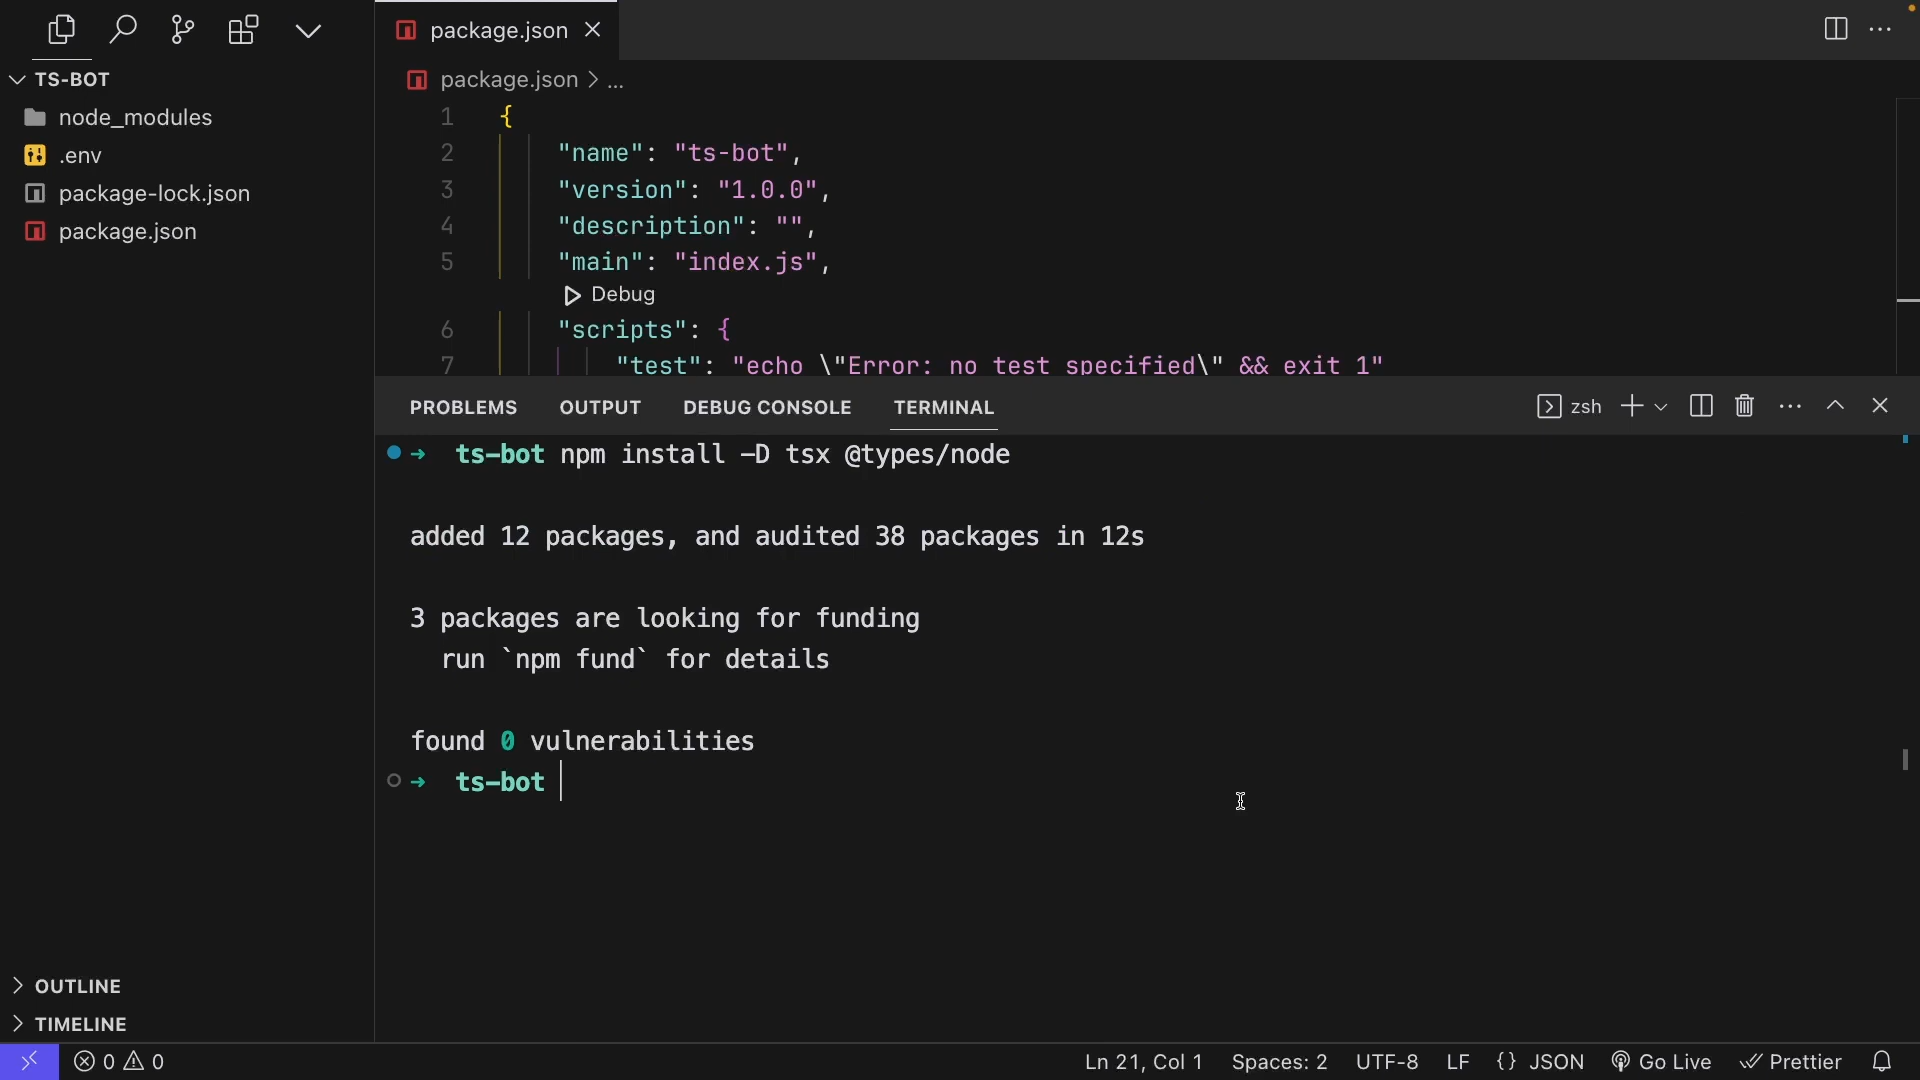 package.json
TS-BOT
node_modules
.env
package-lock.json
package.json
package.json > ...
1 {
2 "name": "ts-bot",
3 "version": "1.0.0",
4 "description": "",
5 "main": "index.js",
Debug
6 "scripts": {
7 "test": "echo \"Error: no test specified\" && exit 1"
PROBLEMS OUTPUT DEBUG CONSOLE TERMINAL zsh
➜ ts-bot npm install -D tsx @types/node
added 12 packages, and audited 38 packages in 12s
3 packages are looking for funding
run `npm fund` for details
found 0 vulnerabilities
➜ ts-bot
OUTLINE
TIMELINE
0 0 Ln 21, Col 1 Spaces: 2 UTF-8 LF {} JSON Go Live Prettier